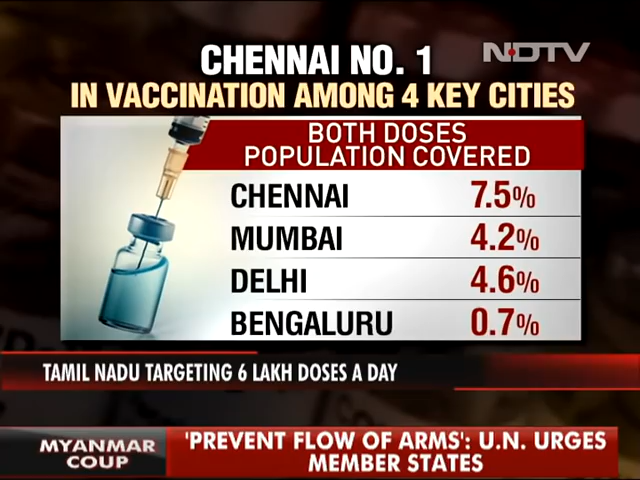 CHENNAI NO. 1
NDTV
IN VACCINATION AMONG 4 KEY CITIES
BOTH DOSES
POPULATION COVERED
CHENNAI 7.5%
MUMBAI 4.2%
DELHI 4.6%
BENGALURU 0.7%
TAMIL NADU TARGETING 6 LAKH DOSES A DAY
MYANMAR
COUP
'PREVENT FLOW OF ARMS': U.N. URGES
MEMBER STATES